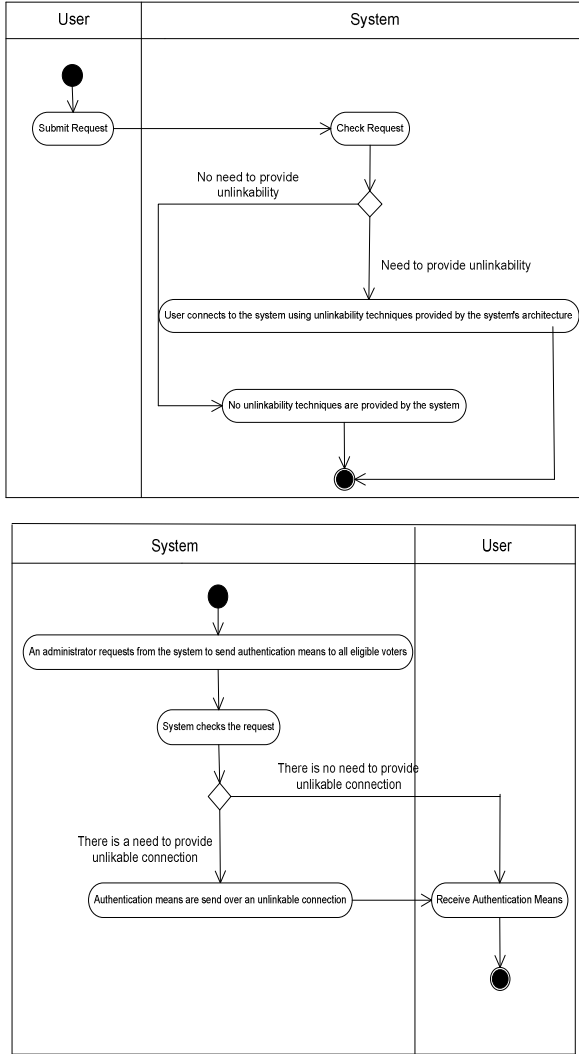 User
System
Submit Request
Check Request
No need to provide
unlinkability
Need to provide unlinkability
User connects to the system using unlinkability techniques provided by the system's architecture
No unlinkability techniques are provided by the system
System
User
An administrator requests from the system to send authentication means to all eligible voters
System checks the request
There is no need to provide
unlikable connection
There is a need to provide
unlikable connection
Authentication means are send over an unlinkable connection
Receive Authentication Means